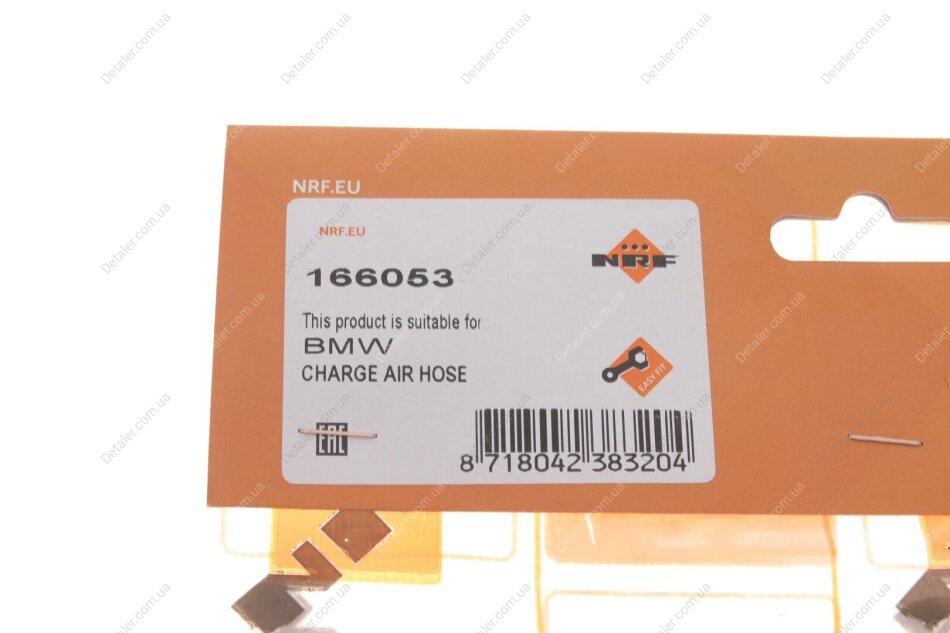 NRF.EU
NRF.EU
NRF
166053
This product is suitable for
BMW
CHARGE AIR HOSE
EASY FIT
EAC
8 718042 383204
Detaler.com.ua